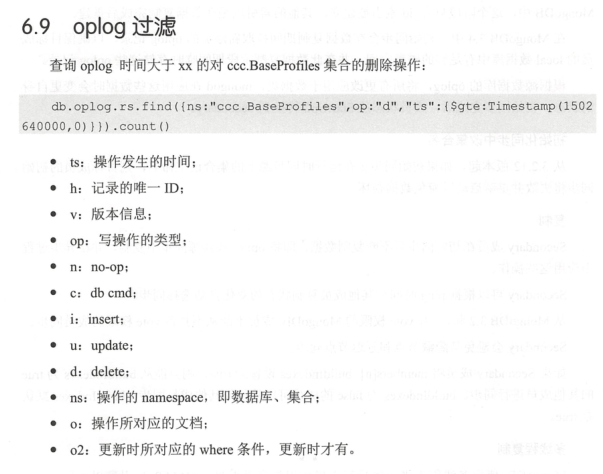 6.9 oplog 过滤
查询 oplog 时间大于 xx 的对 ccc.BaseProfiles 集合的删除操作：
db.oplog.rs.find({ns:"ccc.BaseProfiles",op:"d","ts":{$gte:Timestamp(1502
640000,0)}}).count()
● ts：操作发生的时间；
● h：记录的唯一 ID；
● v：版本信息；
● op：写操作的类型；
● n：no-op；
● c：db cmd；
● i：insert；
● u：update；
● d：delete；
● ns：操作的 namespace，即数据库、集合；
● o：操作所对应的文档；
● o2：更新时所对应的 where 条件，更新时才有。